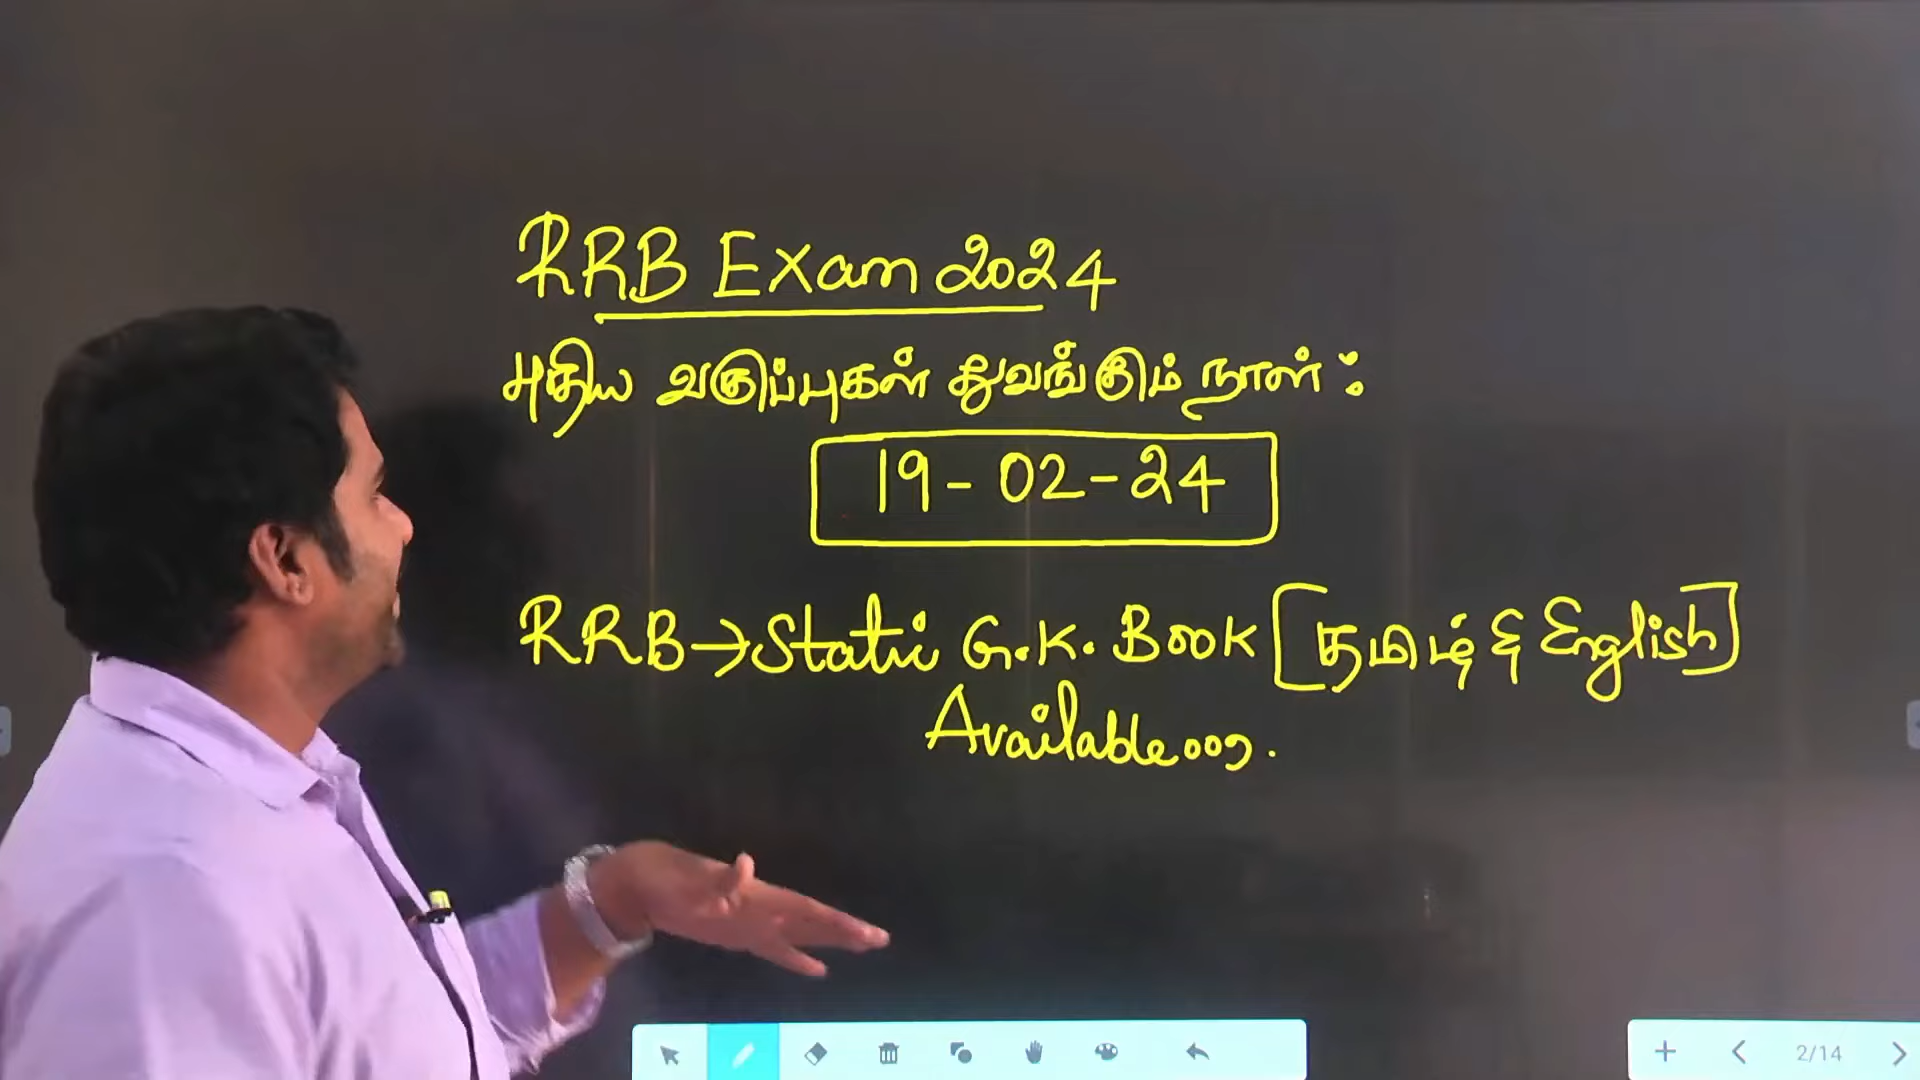 RRB Exam 2024
புதிய வகுப்புகள் துவங்கும் நாள் :
19-02-24
RRB→Static G.K. Book [தமிழ் & English]
Available...
2/14